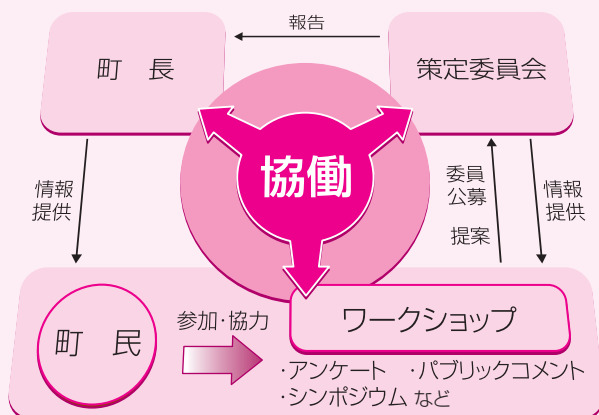 報告
町 長
策定委員会
協働
情報
提供
委員
公募
提案
情報
提供
町 民
参加・協力
ワークショップ
・アンケート ・パブリックコメント
・シンポジウム など